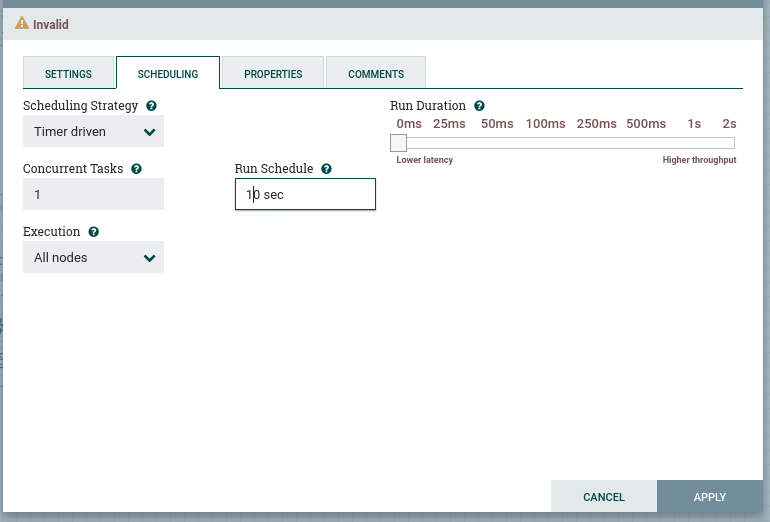 Invalid
SETTINGS SCHEDULING PROPERTIES COMMENTS
Scheduling Strategy ?
Timer driven
Run Duration ?
0ms 25ms 50ms 100ms 250ms 500ms 1s 2s
Lower latency Higher throughput
Concurrent Tasks ?
1
Run Schedule ?
10 sec
Execution ?
All nodes
CANCEL APPLY